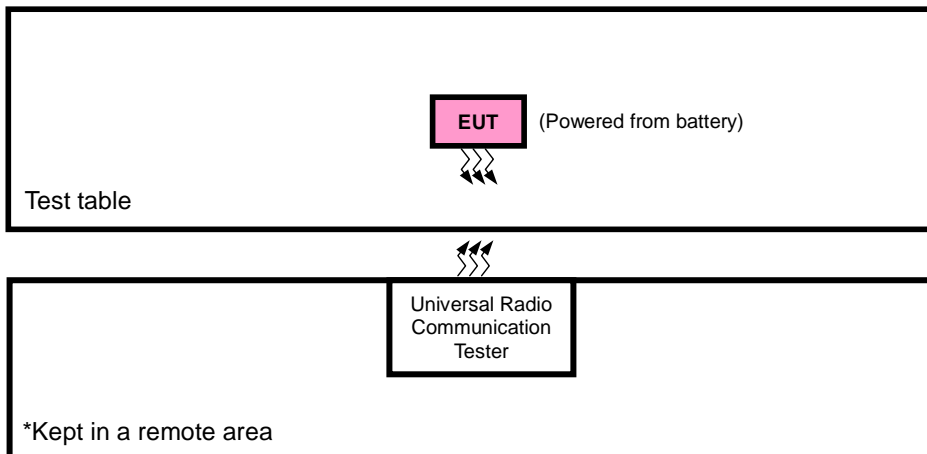 EUT
(Powered from battery)
Test table
Universal Radio
Communication
Tester
*Kept in a remote area